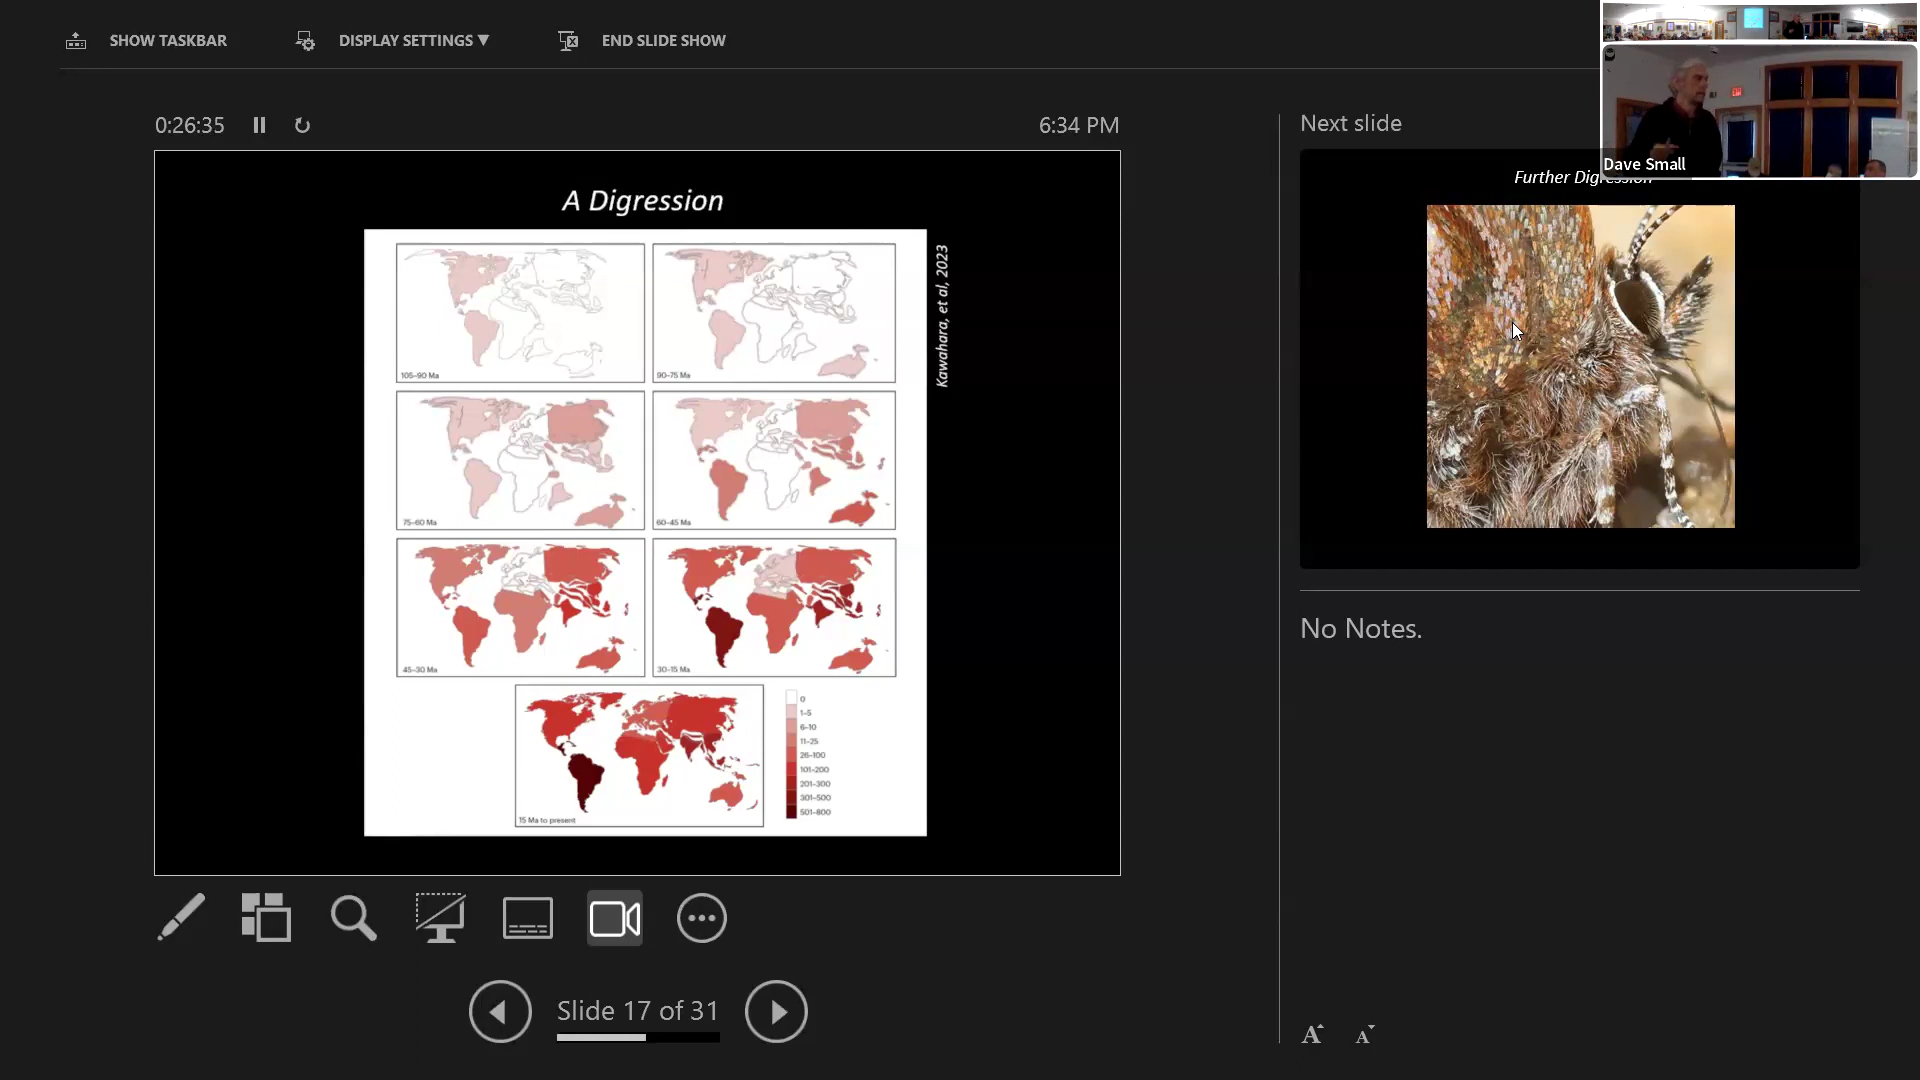 SHOW TASKBAR
DISPLAY SETTINGS ▼
END SLIDE SHOW
0:26:35
6:34 PM
Next slide
Dave Small
A Digression
Kawahara, et al, 2023
105-90 Ma
90-75 Ma
75-60 Ma
60-45 Ma
45-30 Ma
30-15 Ma
15 Ma to present
0
1-5
6-10
11-25
26-100
101-200
201-300
301-500
501-800
Further Digression
No Notes.
Slide 17 of 31
A
A